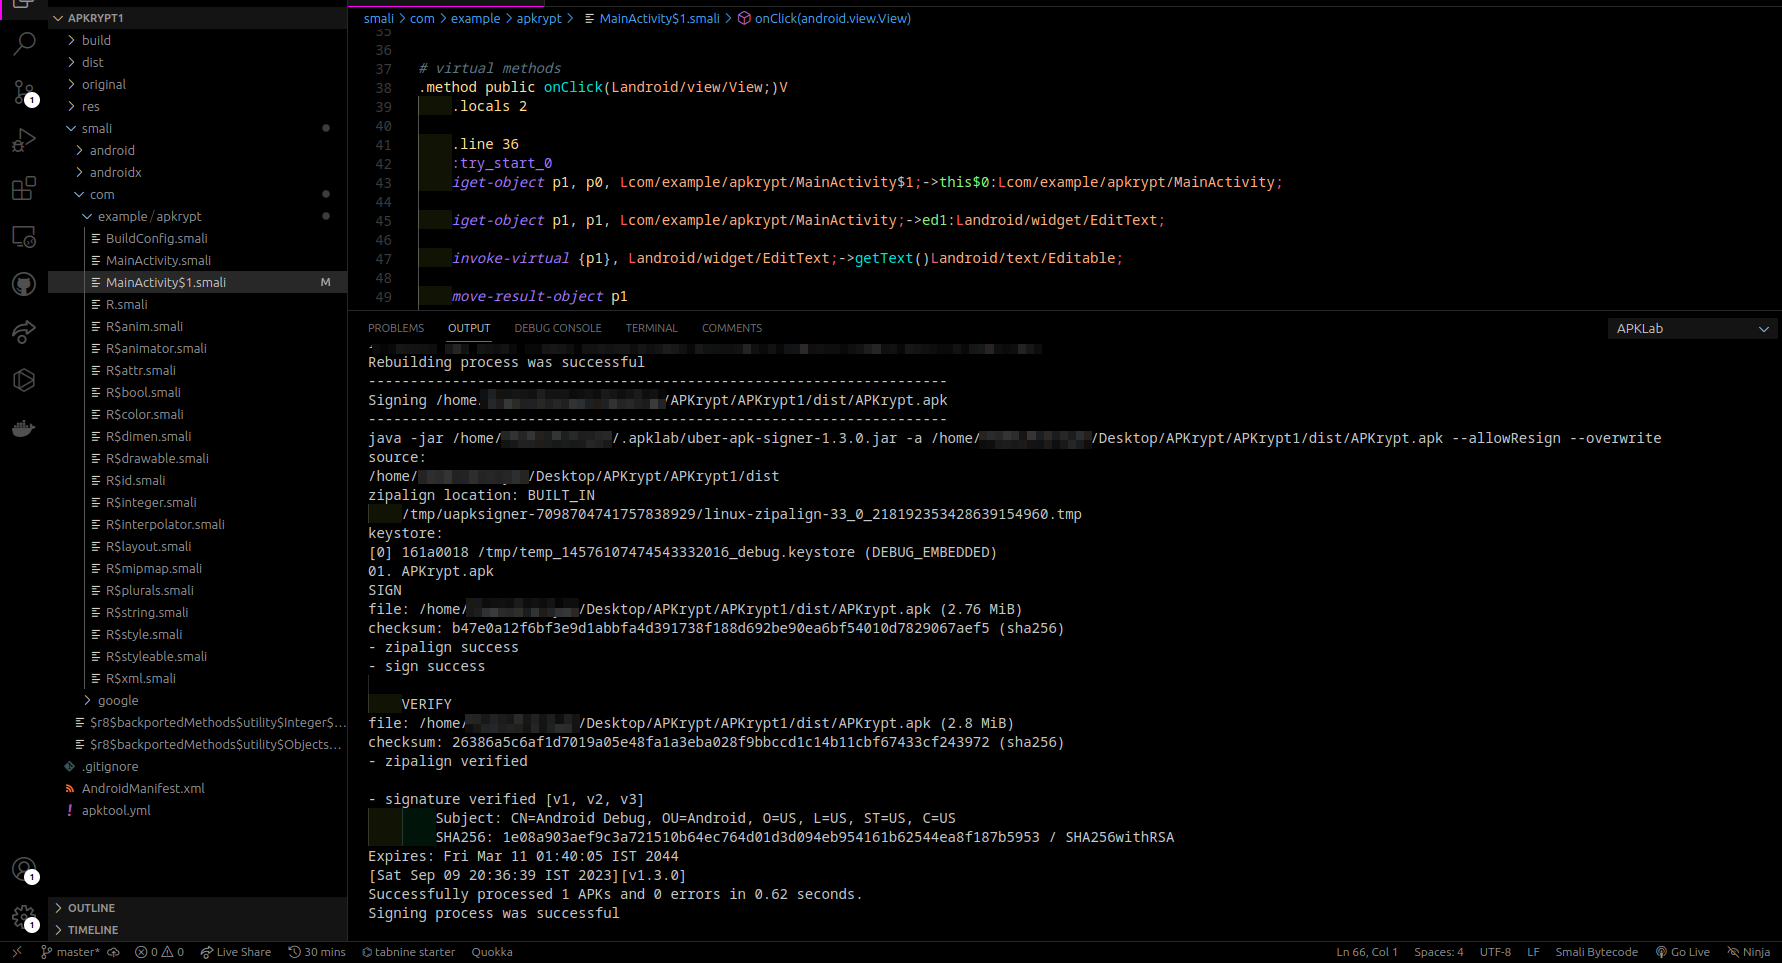 APKRYPT1
build
dist
original
res
smali
android
androidx
com
example/apkrypt
BuildConfig.smali
MainActivity.smali
MainActivity$1.smali M
R.smali
R$anim.smali
R$animator.smali
R$attr.smali
R$bool.smali
R$color.smali
R$dimen.smali
R$drawable.smali
R$id.smali
R$integer.smali
R$interpolator.smali
R$layout.smali
R$mipmap.smali
R$plurals.smali
R$string.smali
R$style.smali
R$styleable.smali
R$xml.smali
google
$r8$backportedMethods$utility$Integer$...
$r8$backportedMethods$utility$Objects...
.gitignore
AndroidManifest.xml
! apktool.yml
OUTLINE
TIMELINE
1
1
1
smali > com > example > apkrypt > MainActivity$1.smali > onClick(android.view.View)
35
36
37 # virtual methods
38 .method public onClick(Landroid/view/View;)V
39 .locals 2
40
41 .line 36
42 :try_start_0
43 iget-object p1, p0, Lcom/example/apkrypt/MainActivity$1;->this$0:Lcom/example/apkrypt/MainActivity;
44
45 iget-object p1, p1, Lcom/example/apkrypt/MainActivity;->ed1:Landroid/widget/EditText;
46
47 invoke-virtual {p1}, Landroid/widget/EditText;->getText()Landroid/text/Editable;
48
49 move-result-object p1
PROBLEMS OUTPUT DEBUG CONSOLE TERMINAL COMMENTS APKLab
Rebuilding process was successful
---------------------------------------------------------------------
Signing /home /APKrypt/APKrypt1/dist/APKrypt.apk
---------------------------------------------------------------------
java -jar /home/ /.apklab/uber-apk-signer-1.3.0.jar -a /home/ /Desktop/APKrypt/APKrypt1/dist/APKrypt.apk --allowResign --overwrite
source:
/home/ /Desktop/APKrypt/APKrypt1/dist
zipalign location: BUILT_IN
/tmp/uapksigner-7098704741757838929/linux-zipalign-33_0_218192353428639154960.tmp
keystore:
[0] 161a0018 /tmp/temp_14576107474543332016_debug.keystore (DEBUG_EMBEDDED)
01. APKrypt.apk
SIGN
file: /home/ /Desktop/APKrypt/APKrypt1/dist/APKrypt.apk (2.76 MiB)
checksum: b47e0a12f6bf3e9d1abbfa4d391738f188d692be90ea6bf54010d7829067aef5 (sha256)
- zipalign success
- sign success
VERIFY
file: /home/ /Desktop/APKrypt/APKrypt1/dist/APKrypt.apk (2.8 MiB)
checksum: 26386a5c6af1d7019a05e48fa1a3eba028f9bbccd1c14b11cbf67433cf243972 (sha256)
- zipalign verified
- signature verified [v1, v2, v3]
Subject: CN=Android Debug, OU=Android, O=US, L=US, ST=US, C=US
SHA256: 1e08a903aef9c3a721510b64ec764d01d3d094eb954161b62544ea8f187b5953 / SHA256withRSA
Expires: Fri Mar 11 01:40:05 IST 2044
[Sat Sep 09 20:36:39 IST 2023][v1.3.0]
Successfully processed 1 APKs and 0 errors in 0.62 seconds.
Signing process was successful
master* 0 0 Live Share 30 mins tabnine starter Quokka Ln 66, Col 1 Spaces: 4 UTF-8 LF Smali Bytecode Go Live Ninja